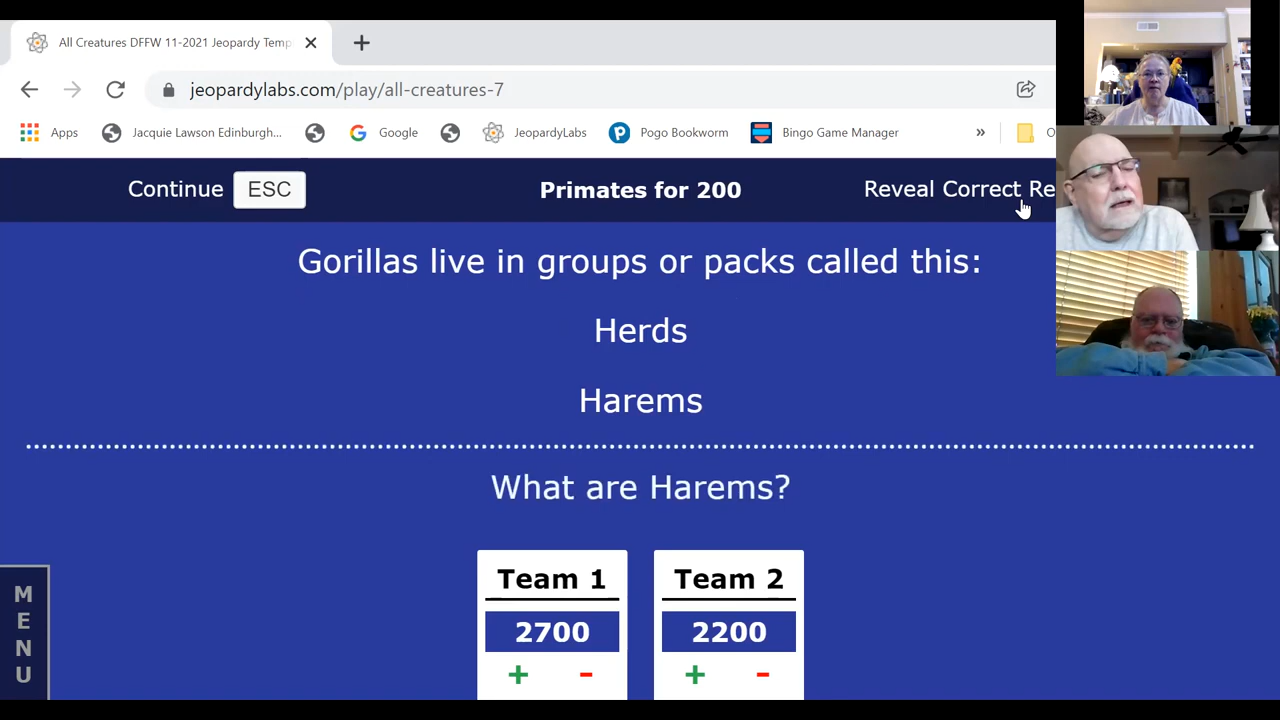 All Creatures DFFW 11-2021 Jeopardy Temp
jeopardylabs.com/play/all-creatures-7
Apps Jacquie Lawson Edinburgh... Google JeopardyLabs Pogo Bookworm Bingo Game Manager » O
Continue ESC Primates for 200 Reveal Correct Re
Gorillas live in groups or packs called this:
Herds
Harems
What are Harems?
MENU
Team 1 Team 2
2700 2200
+ - + -